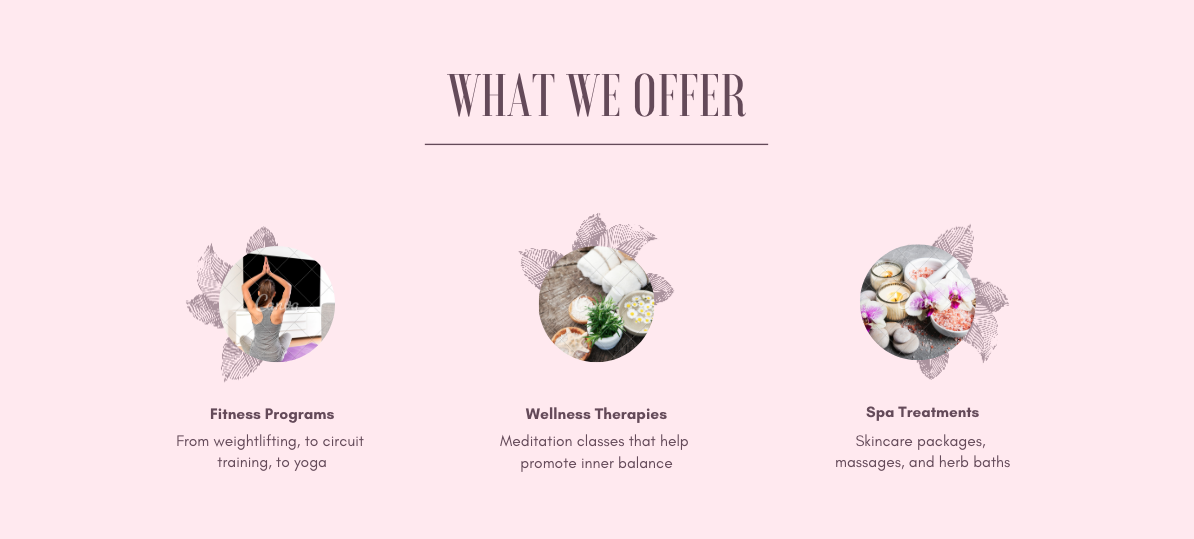 WHAT WE OFFER
Canva
Fitness Programs
From weightlifting, to circuit
training, to yoga
Wellness Therapies
Meditation classes that help
promote inner balance
Spa Treatments
Skincare packages,
massages, and herb baths